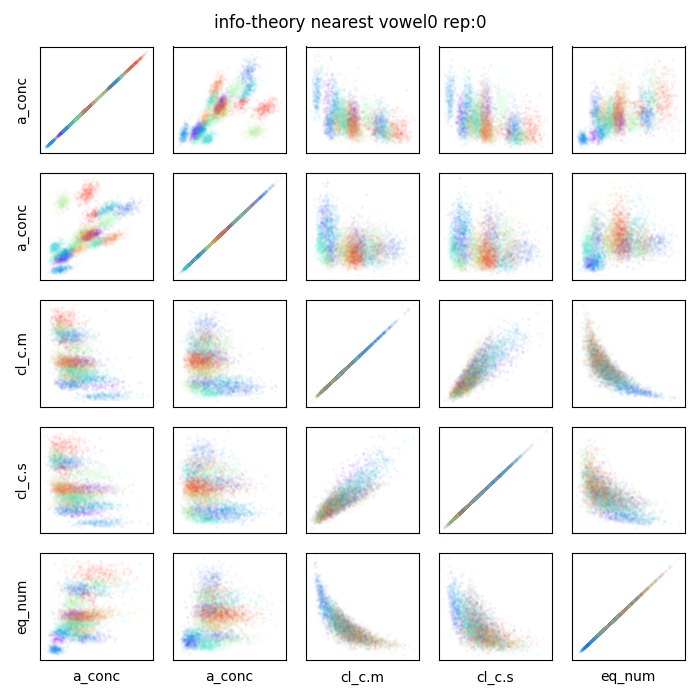 info-theory nearest vowel0 rep:0
a_conc
a_conc
cl_c.m
cl_c.s
eq_num
a_conc a_conc cl_c.m cl_c.s eq_num